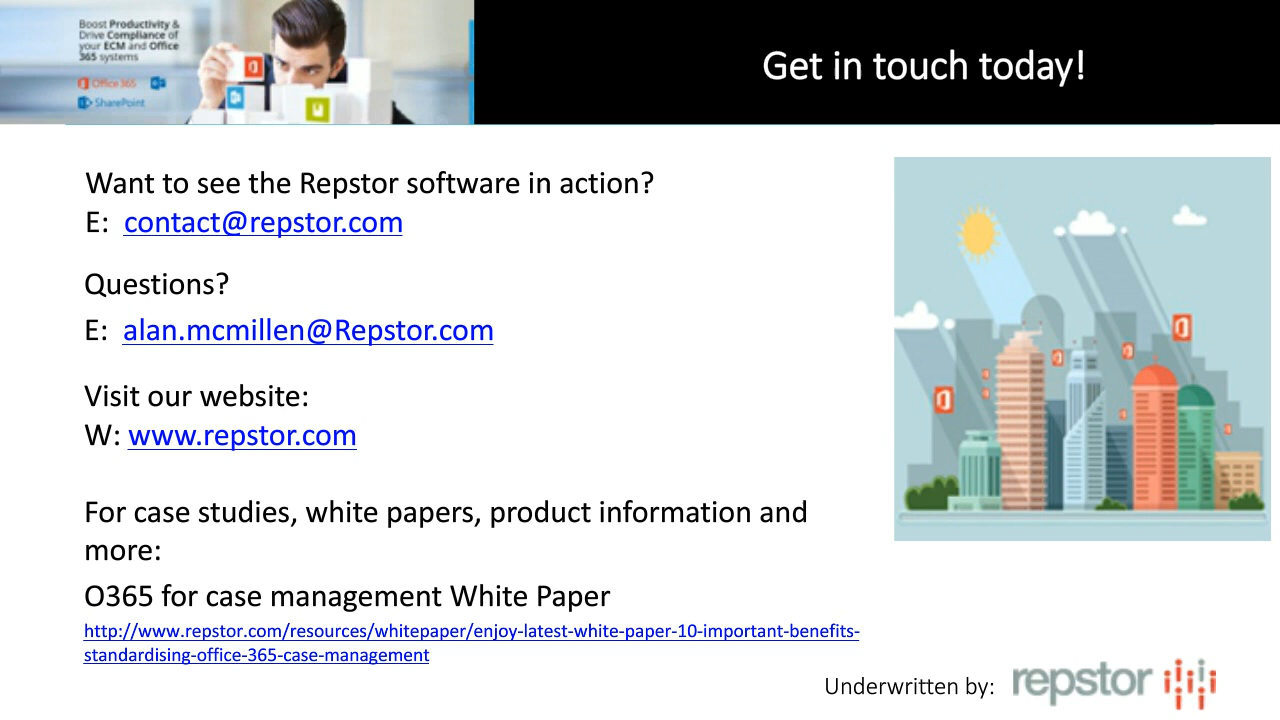 Boost Productivity &
Drive Compliance of
your ECM and Office
365 systems
Office 365
SharePoint
Get in touch today!
Want to see the Repstor software in action?
E: contact@repstor.com
Questions?
E: alan.mcmillen@Repstor.com
Visit our website:
W: www.repstor.com
For case studies, white papers, product information and
more:
O365 for case management White Paper
http://www.repstor.com/resources/whitepaper/enjoy-latest-white-paper-10-important-benefits-
standardising-office-365-case-management
Underwritten by: repstor